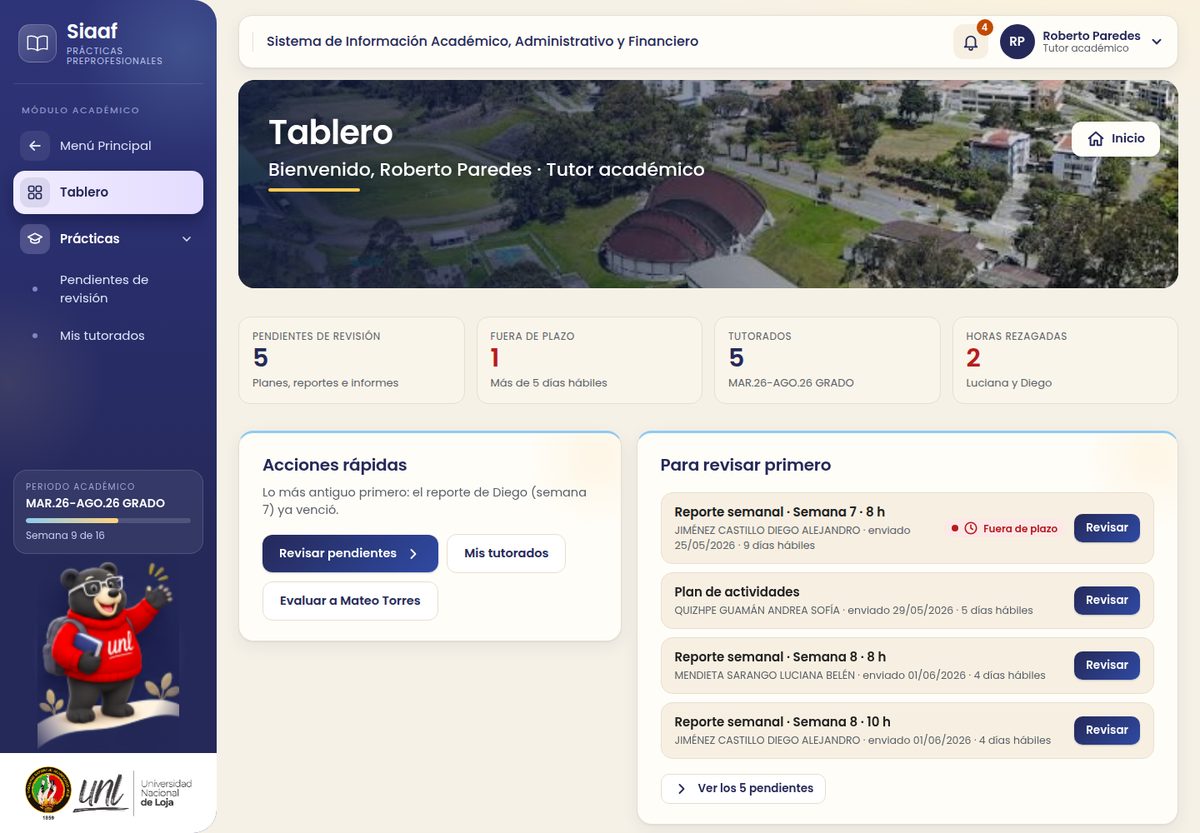 Siaaf
PRÁCTICAS
PREPROFESIONALES
MÓDULO ACADÉMICO
Menú Principal
Tablero
Prácticas
Pendientes de
revisión
Mis tutorados
PERIODO ACADÉMICO
MAR.26-AGO.26 GRADO
Semana 9 de 16
unl
1859
unl
Universidad
Nacional
de Loja
Sistema de Información Académico, Administrativo y Financiero
4
RP
Roberto Paredes
Tutor académico
Tablero
Bienvenido, Roberto Paredes · Tutor académico
Inicio
PENDIENTES DE REVISIÓN
5
Planes, reportes e informes
FUERA DE PLAZO
1
Más de 5 días hábiles
TUTORADOS
5
MAR.26-AGO.26 GRADO
HORAS REZAGADAS
2
Luciana y Diego
Acciones rápidas
Lo más antiguo primero: el reporte de Diego (semana
7) ya venció.
Revisar pendientes
Mis tutorados
Evaluar a Mateo Torres
Para revisar primero
Reporte semanal · Semana 7 · 8 h
JIMÉNEZ CASTILLO DIEGO ALEJANDRO · enviado
25/05/2026 · 9 días hábiles
Fuera de plazo
Revisar
Plan de actividades
QUIZHPE GUAMÁN ANDREA SOFÍA · enviado 29/05/2026 · 5 días hábiles
Revisar
Reporte semanal · Semana 8 · 8 h
MENDIETA SARANGO LUCIANA BELÉN · enviado 01/06/2026 · 4 días hábiles
Revisar
Reporte semanal · Semana 8 · 10 h
JIMÉNEZ CASTILLO DIEGO ALEJANDRO · enviado 01/06/2026 · 4 días hábiles
Revisar
Ver los 5 pendientes